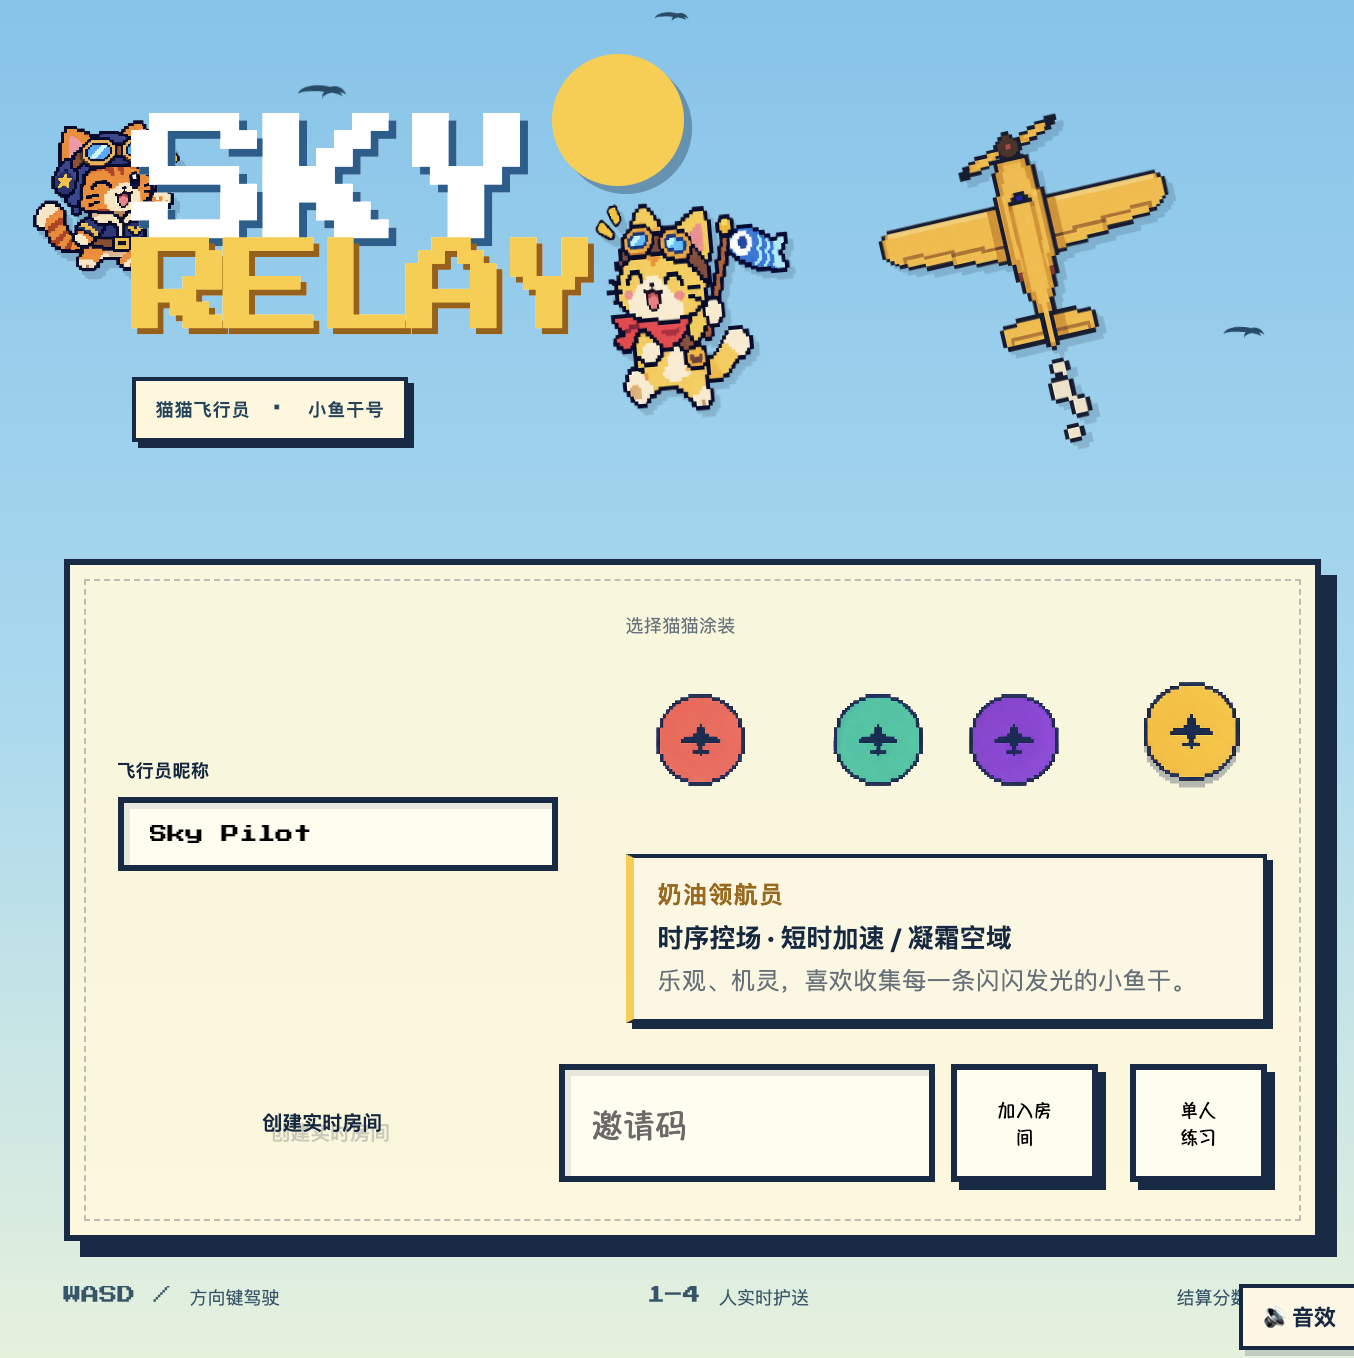 SKY
RELAY
猫猫飞行员 · 小鱼干号
选择猫猫涂装
飞行员昵称
Sky Pilot
奶油领航员
时序控场 · 短时加速 / 凝霜空域
乐观、机灵，喜欢收集每一条闪闪发光的小鱼干。
创建实时房间
邀请码
加入房
间
单人
练习
WASD / 方向键驾驶
1—4 人实时护送
结算分
音效